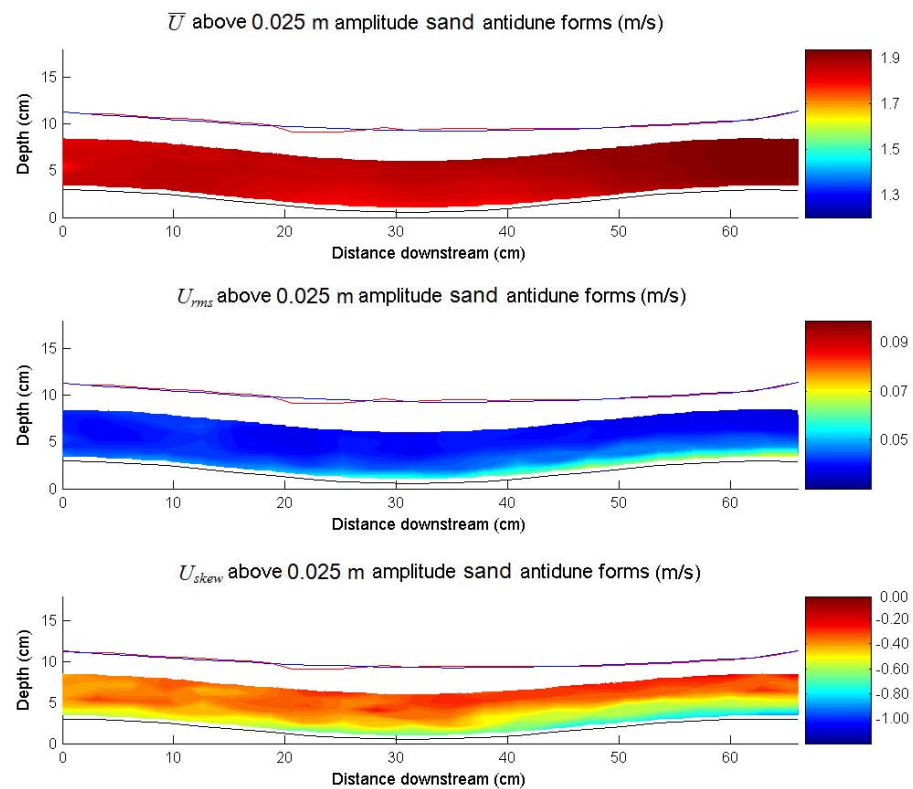 U̅ above 0.025 m amplitude sand antidune forms (m/s)
Depth (cm)
15
10
5
0
0 10 20 30 40 50 60
Distance downstream (cm)
1.9
1.7
1.5
1.3
Urms above 0.025 m amplitude sand antidune forms (m/s)
Depth (cm)
15
10
5
0
0 10 20 30 40 50 60
Distance downstream (cm)
0.09
0.07
0.05
Uskew above 0.025 m amplitude sand antidune forms (m/s)
Depth (cm)
15
10
5
0
0 10 20 30 40 50 60
Distance downstream (cm)
0.00
-0.20
-0.40
-0.60
-0.80
-1.00